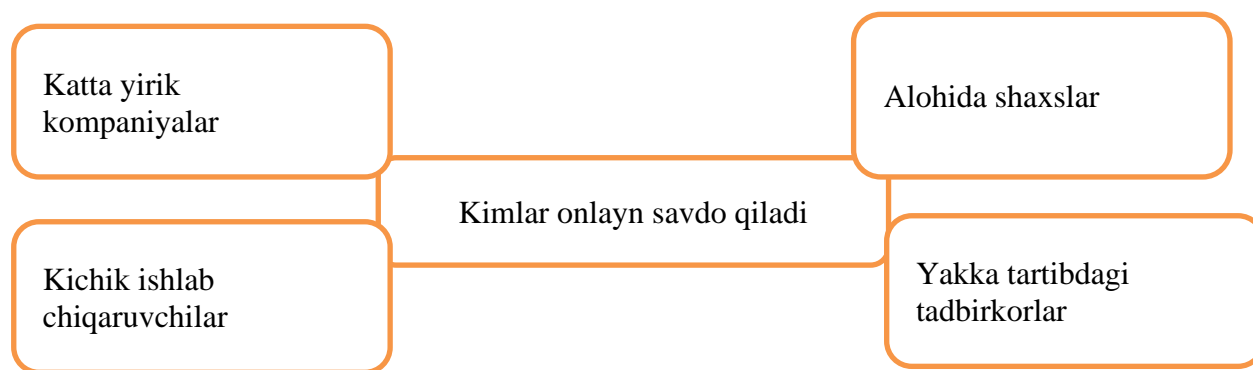 Katta yirik
kompaniyalar
Alohida shaxslar
Kimlar onlayn savdo qiladi
Kichik ishlab
chiqaruvchilar
Yakka tartibdagi
tadbirkorlar